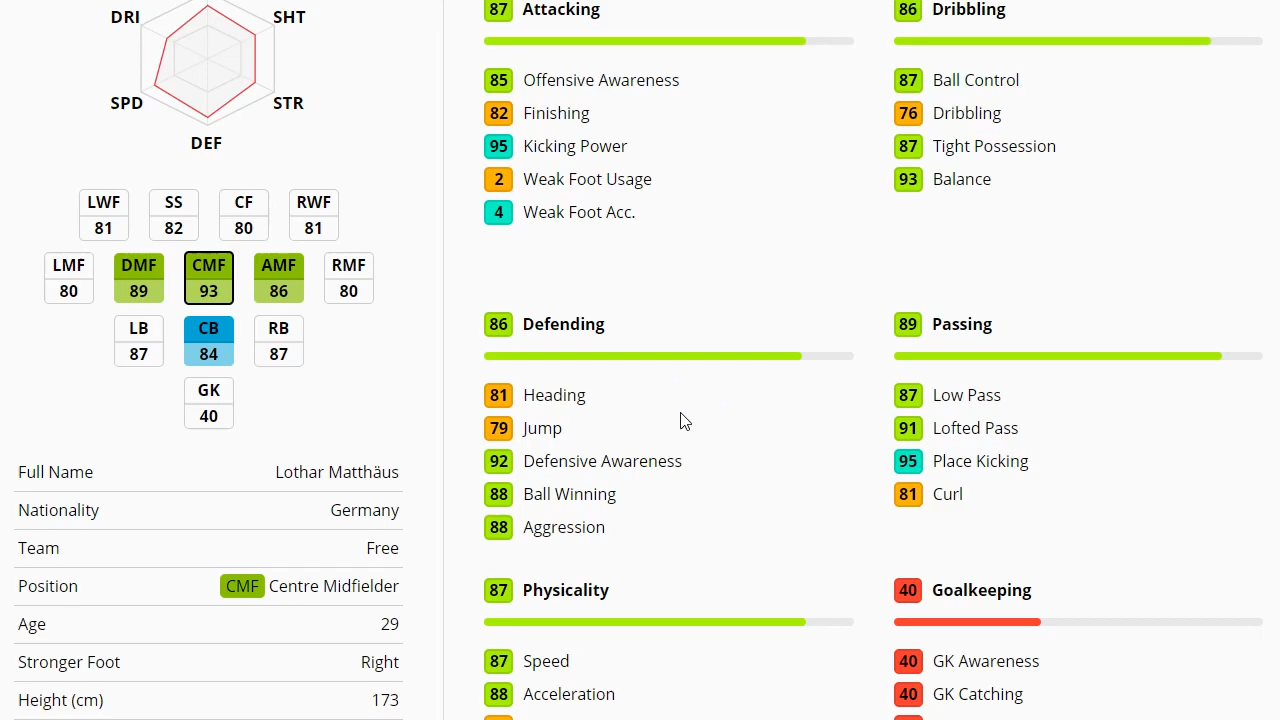 DRI SHT
SPD STR
DEF
LWF SS CF RWF
81 82 80 81
LMF DMF CMF AMF RMF
80 89 93 86 80
LB CB RB
87 84 87
GK
40
Full Name Lothar Matthäus
Nationality Germany
Team Free
Position CMF Centre Midfielder
Age 29
Stronger Foot Right
Height (cm) 173
87 Attacking
85 Offensive Awareness
82 Finishing
95 Kicking Power
2 Weak Foot Usage
4 Weak Foot Acc.
86 Dribbling
87 Ball Control
76 Dribbling
87 Tight Possession
93 Balance
86 Defending
81 Heading
79 Jump
92 Defensive Awareness
88 Ball Winning
88 Aggression
89 Passing
87 Low Pass
91 Lofted Pass
95 Place Kicking
81 Curl
87 Physicality
87 Speed
88 Acceleration
40 Goalkeeping
40 GK Awareness
40 GK Catching